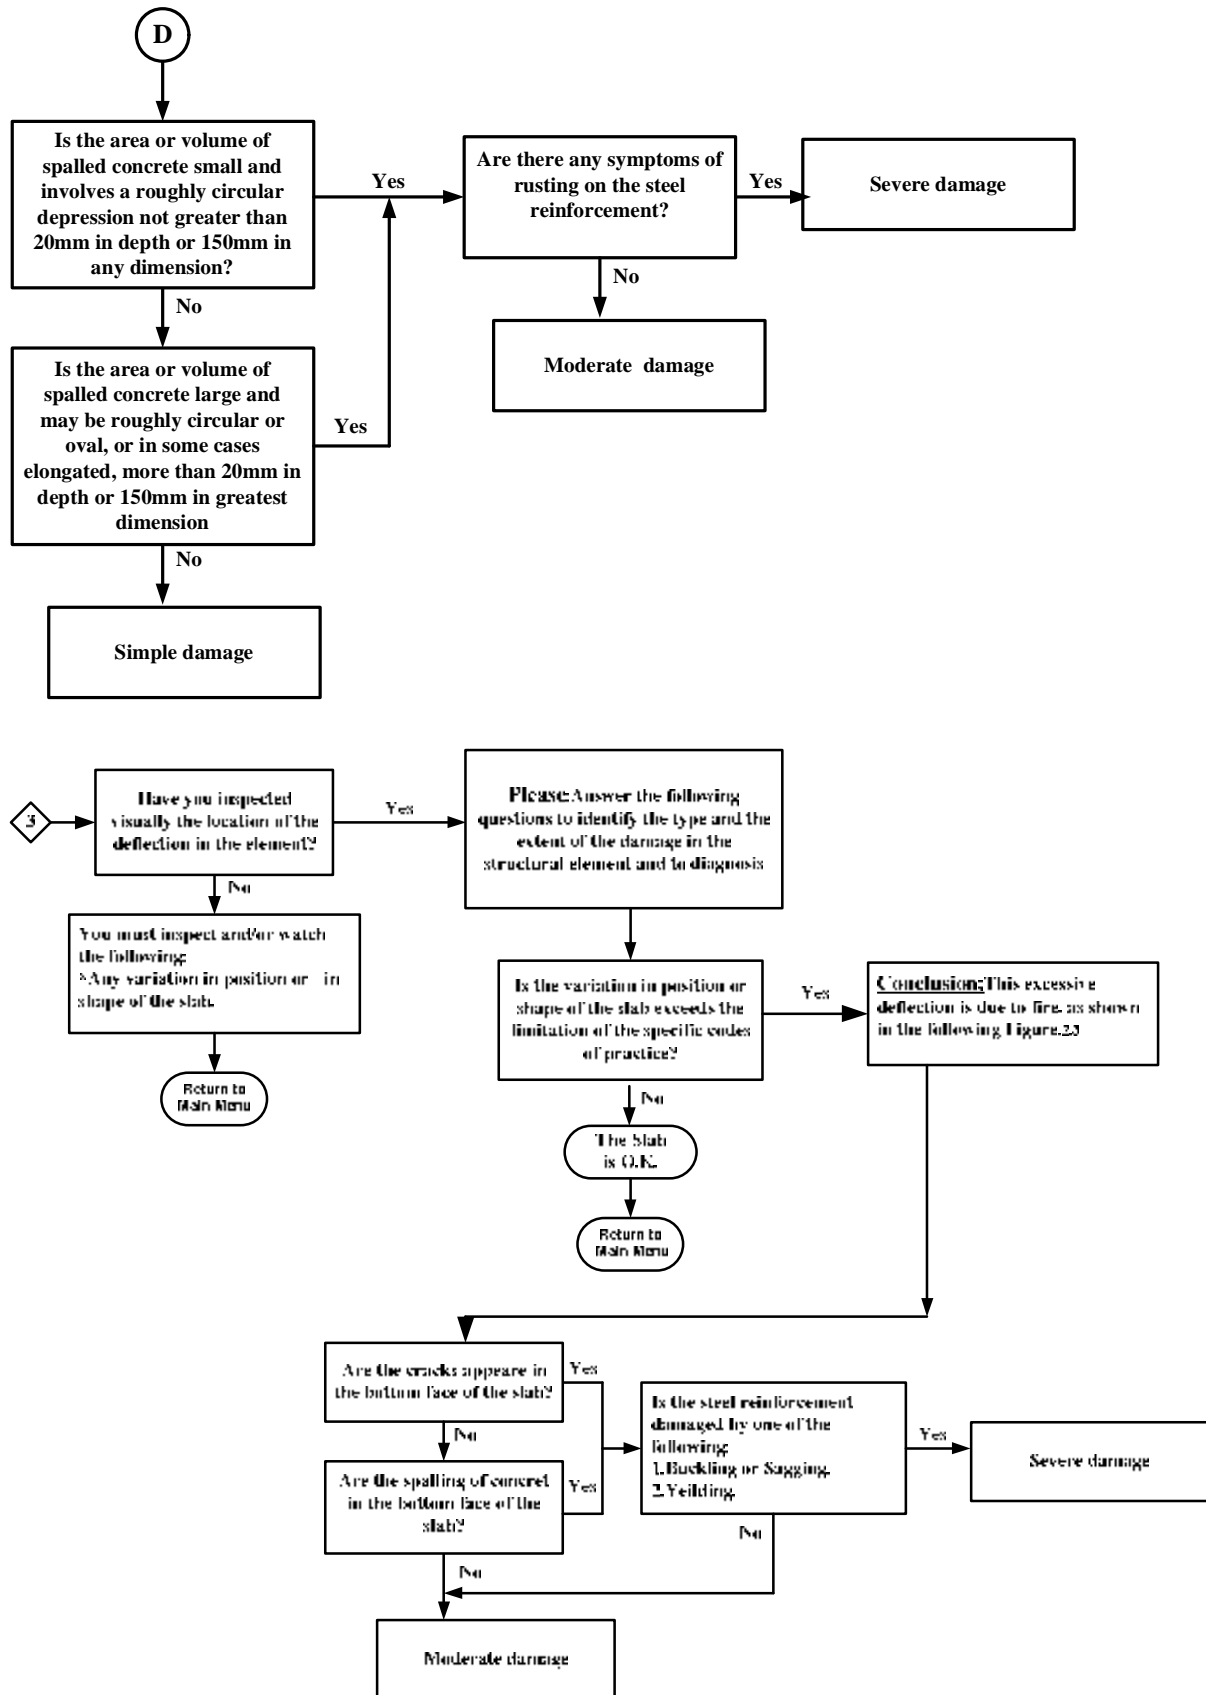 D
Is the area or volume of
spalled concrete small and
involves a roughly circular
depression not greater than
20mm in depth or 150mm in
any dimension?
Yes
Are there any symptoms of
rusting on the steel
reinforcement?
Yes
Severe damage
No
Moderate damage
No
Is the area or volume of
spalled concrete large and
may be roughly circular or
oval, or in some cases
elongated, more than 20mm in
depth or 150mm in greatest
dimension
Yes
No
Simple damage
3
Have you inspected
visually the location of the
deflection in the element?
Yes
Please:Answer the following
questions to identify the type and the
extent of the damage in the
structural element and to diagnosis
No
You must inspect and/or watch
the following:
*Any variation in position or in
shape of the slab.
Return to
Main Menu
Is the variation in position or
shape of the slab exceeds the
limitation of the specific codes
of practice?
Yes
Conclusion:This excessive
deflection is due to fire, as shown
in the following Figure.23
No
The Slab
is O.K.
Return to
Main Menu
Are the cracks appeare in
the bottom face of the slab?
Yes
No
Are the spalling of concret
in the bottom face of the
slab?
Yes
Is the steel reinforcement
damaged by one of the
following:
1.Buckling or Sagging.
2.Yeilding.
Yes
Severe damage
No
No
Moderate damage